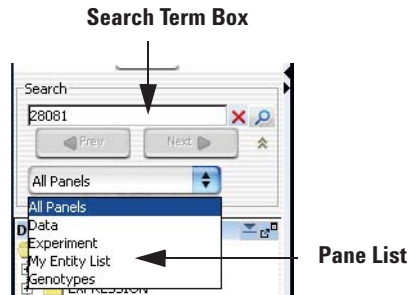 Search Term Box
Search
28081
Prev Next
All Panels
All Panels
Data
Experiment
My Entity List
Genotypes
Pane List
D
EXPRESSION